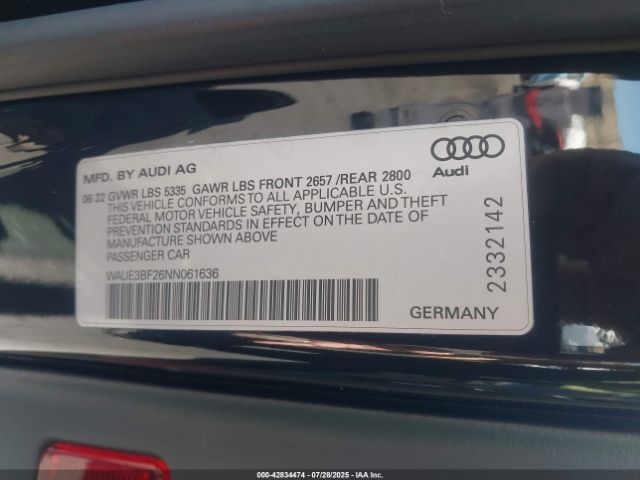 MFD. BY AUDI AG
06 22 GVWR LBS 5335 GAWR LBS FRONT 2657 /REAR 2800
THIS VEHICLE CONFORMS TO ALL APPLICABLE U.S.
FEDERAL MOTOR VEHICLE SAFETY, BUMPER AND THEFT
PREVENTION STANDARDS IN EFFECT ON THE DATE OF
MANUFACTURE SHOWN ABOVE
PASSENGER CAR
WAUE3BF26NN061636
Audi
2332142
GERMANY
000-42834474 | 07/28/2025 | IAAI.CA